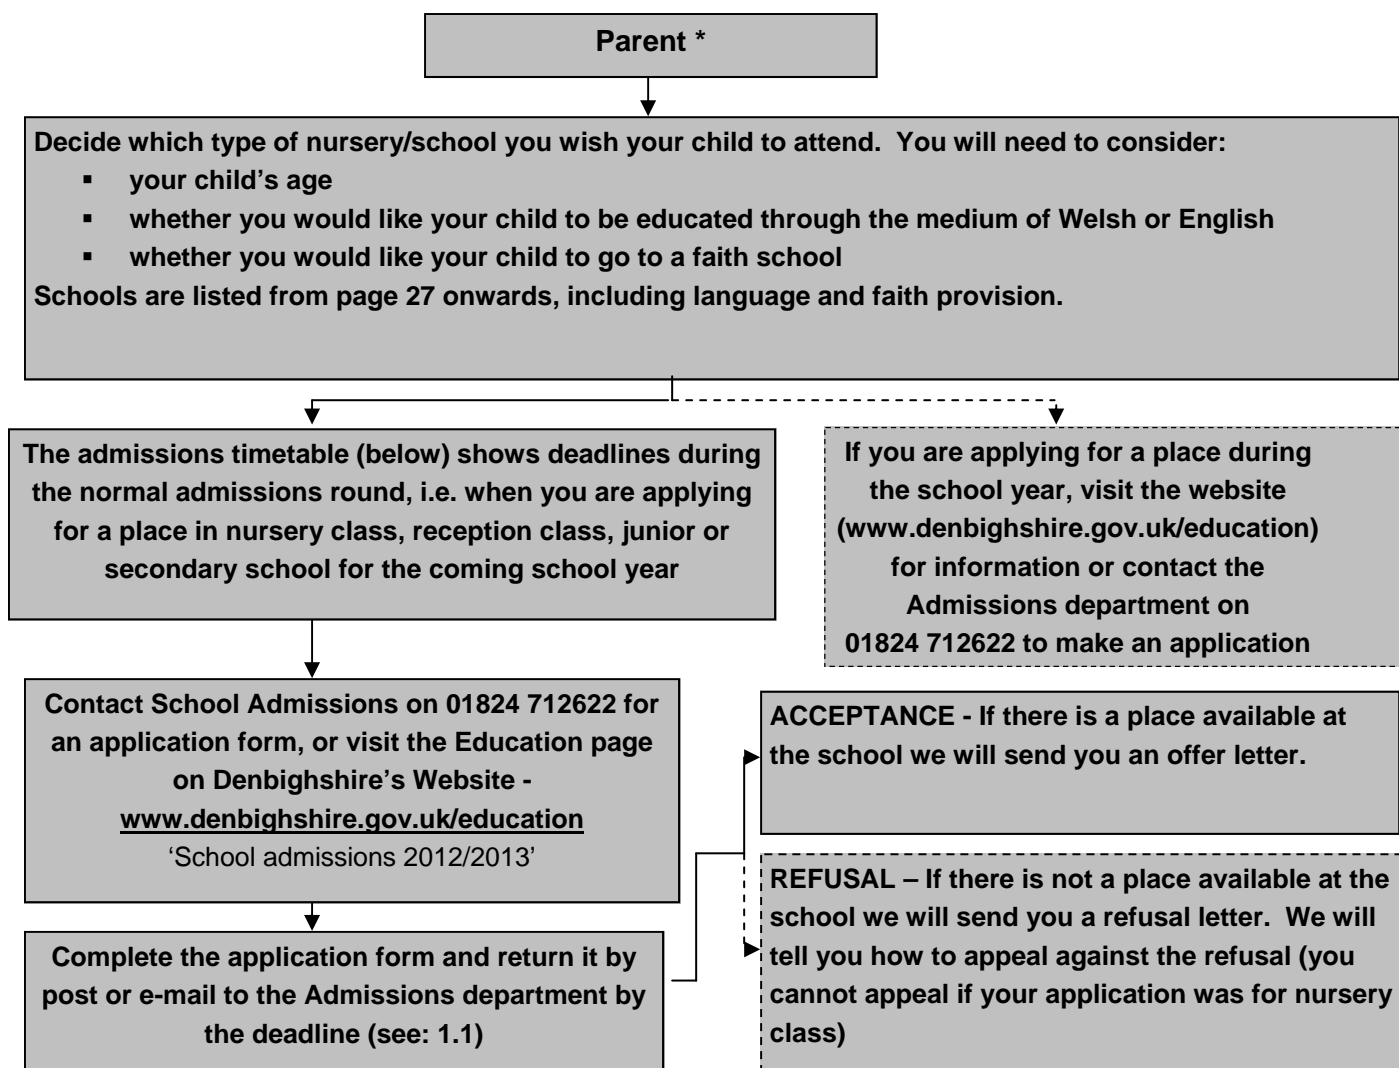 Parent *
Decide which type of nursery/school you wish your child to attend.  You will need to consider:
▪ your child's age
▪ whether you would like your child to be educated through the medium of Welsh or English
▪ whether you would like your child to go to a faith school
Schools are listed from page 27 onwards, including language and faith provision.
The admissions timetable (below) shows deadlines during
the normal admissions round, i.e. when you are applying
for a place in nursery class, reception class, junior or
secondary school for the coming school year
If you are applying for a place during
the school year, visit the website
(www.denbighshire.gov.uk/education)
for information or contact the
Admissions department on
01824 712622 to make an application
Contact School Admissions on 01824 712622 for
an application form, or visit the Education page
on Denbighshire's Website -
www.denbighshire.gov.uk/education
'School admissions 2012/2013'
Complete the application form and return it by
post or e-mail to the Admissions department by
the deadline (see: 1.1)
ACCEPTANCE - If there is a place available at
the school we will send you an offer letter.
REFUSAL – If there is not a place available at the
school we will send you a refusal letter.  We will
tell you how to appeal against the refusal (you
cannot appeal if your application was for nursery
class)